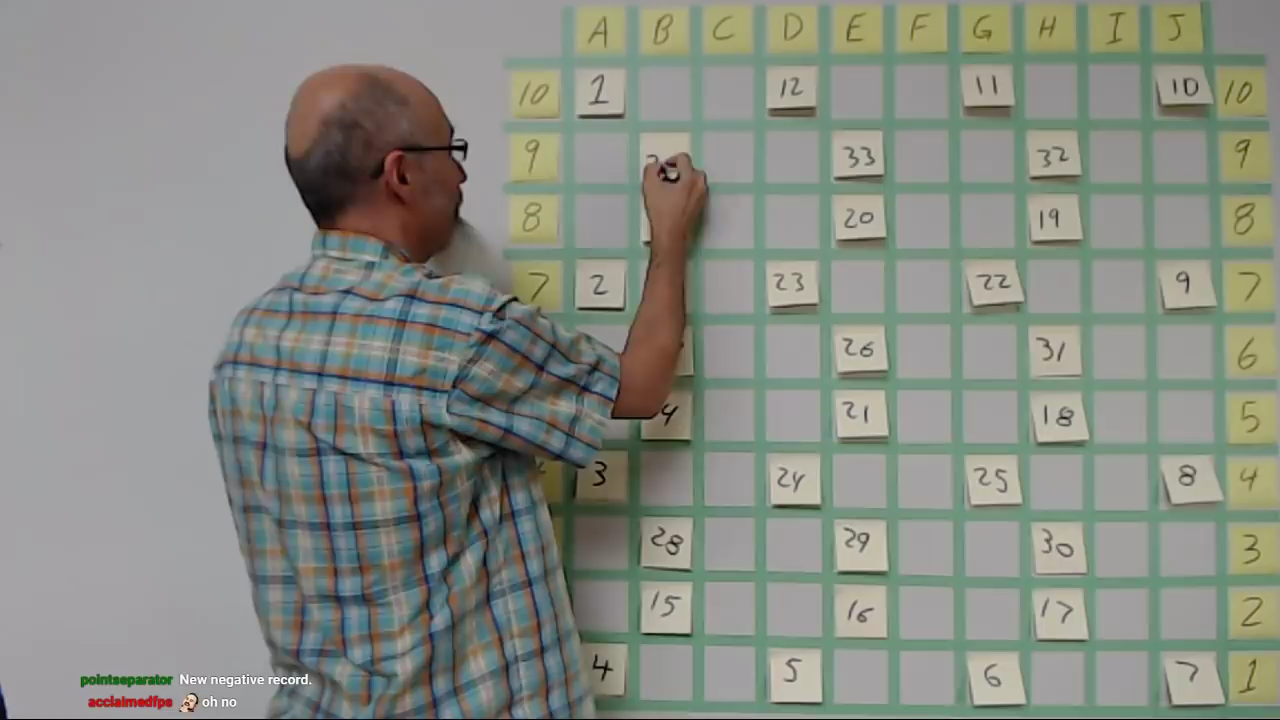 A B C D E F G H I J
10 1 12 11 10 10
9 33 32 9
8 20 19 8
7 2 23 22 9 7
26 31 6
4 21 18 5
3 24 25 8 4
28 29 30 3
15 16 17 2
4 5 6 7 1
pointseparator New negative record.
acclaimedfps oh no